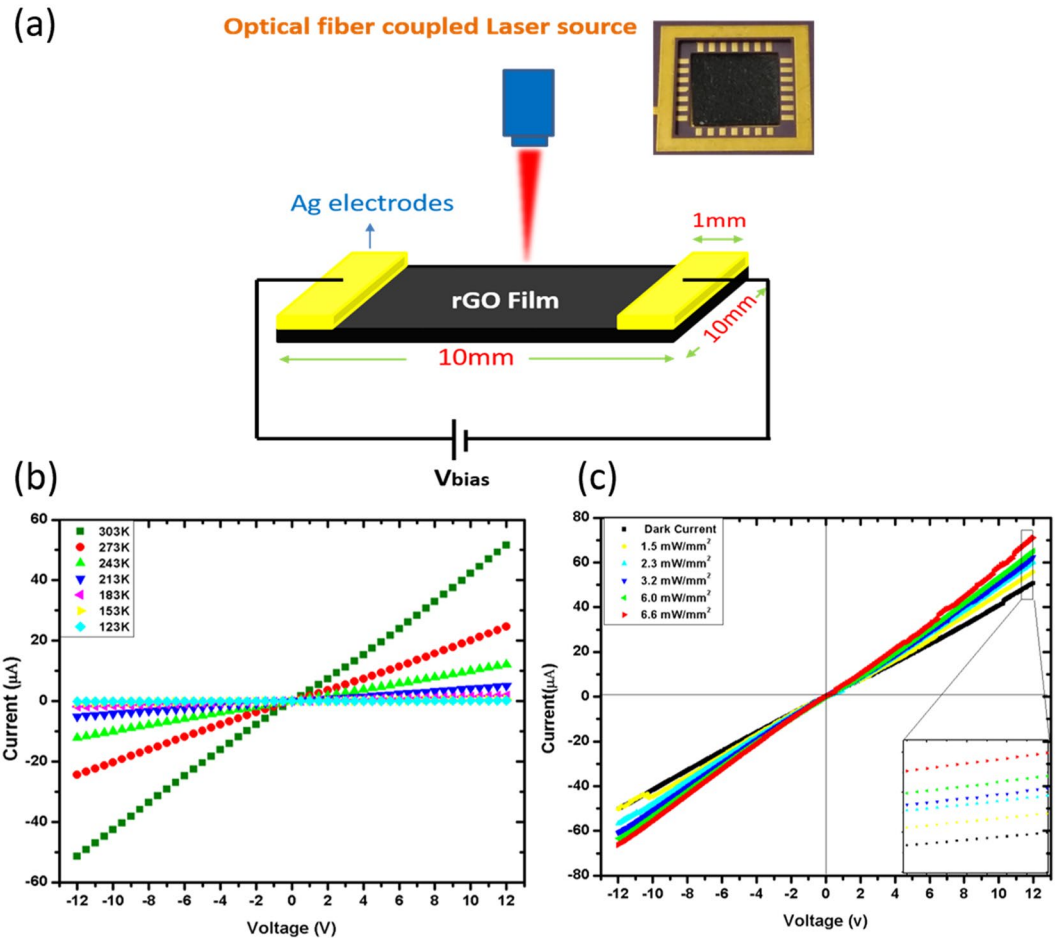 (a)
Optical fiber coupled Laser source
Ag electrodes
1mm
rGO Film
10mm
10mm
Vbias
(b)
60
40
20
0
-20
-40
-60
Current (µA)
303K
273K
243K
213K
183K
153K
123K
-12 -10 -8 -6 -4 -2 0 2 4 6 8 10 12
Voltage (V)
(c)
80
60
40
20
0
-20
-40
-60
-80
Current(µA)
Dark Current
1.5 mW/mm²
2.3 mW/mm²
3.2 mW/mm²
6.0 mW/mm²
6.6 mW/mm²
-12 -10 -8 -6 -4 -2 0 2 4 6 8 10 12
Voltage (v)